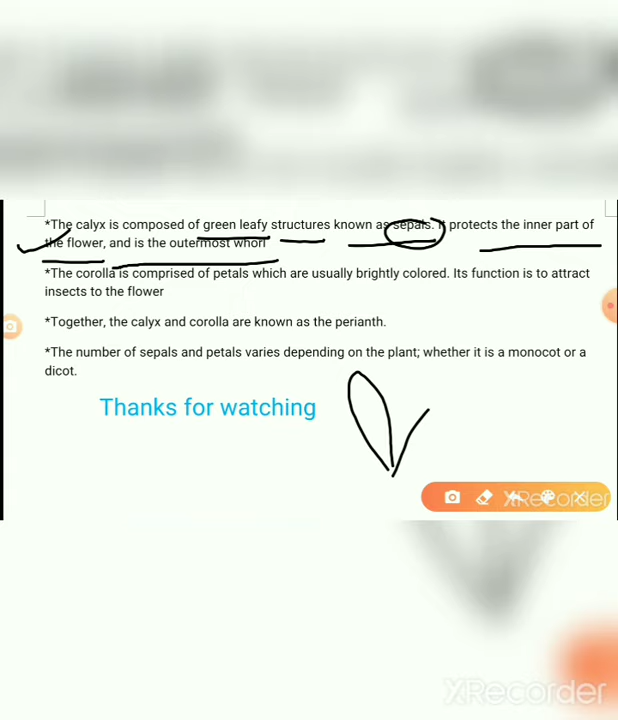 *The calyx is composed of green leafy structures known as sepals. It protects the inner part of
the flower, and is the outermost whorl
*The corolla is comprised of petals which are usually brightly colored. Its function is to attract
insects to the flower
*Together, the calyx and corolla are known as the perianth.
*The number of sepals and petals varies depending on the plant; whether it is a monocot or a
dicot.
Thanks for watching
XRecorder
XRecorder